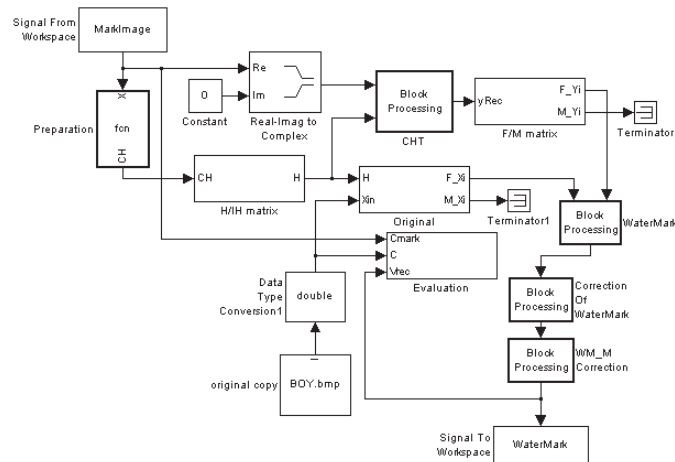 Signal From
Workspace
MarkImage
X
fcn
CH
Preparation
0
Constant
Re
Im
Real-Imag to
Complex
Block
Processing
CHT
yRec
F_Yi
M_Yi
F/M matrix
Terminator
CH
H
H/IH matrix
H
Xin
F_Xi
M_Xi
Original
Terminator1
Block
Processing
WaterMark
Cmark
C
Vrec
Evaluation
Data
Type
Conversion1
double
Block
Processing
Correction
Of
WaterMark
Block
Processing
WM_M
Correction
original copy
I
BOY.bmp
Signal To
Workspace
WaterMark